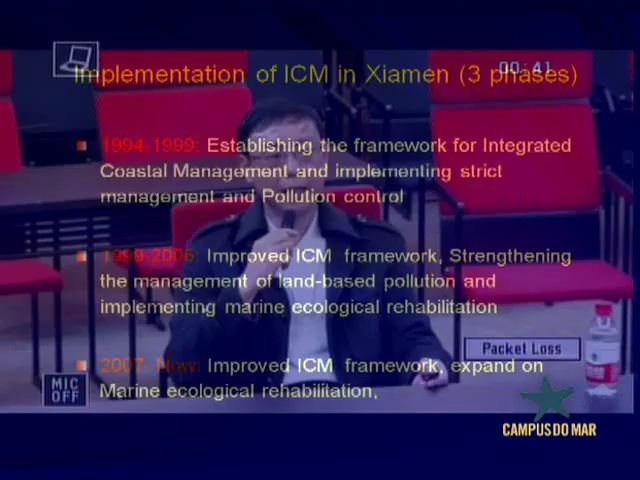 Implementation of ICM in Xiamen (3 phases)
00:41
1994-1999: Establishing the framework for Integrated
Coastal Management and implementing strict
management and Pollution control
1999-2006: Improved ICM framework, Strengthening
the management of land-based pollution and
implementing marine ecological rehabilitation
Packet Loss
2007- Now: Improved ICM framework, expand on
Marine ecological rehabilitation,
MIC
OFF
CAMPUS DO MAR